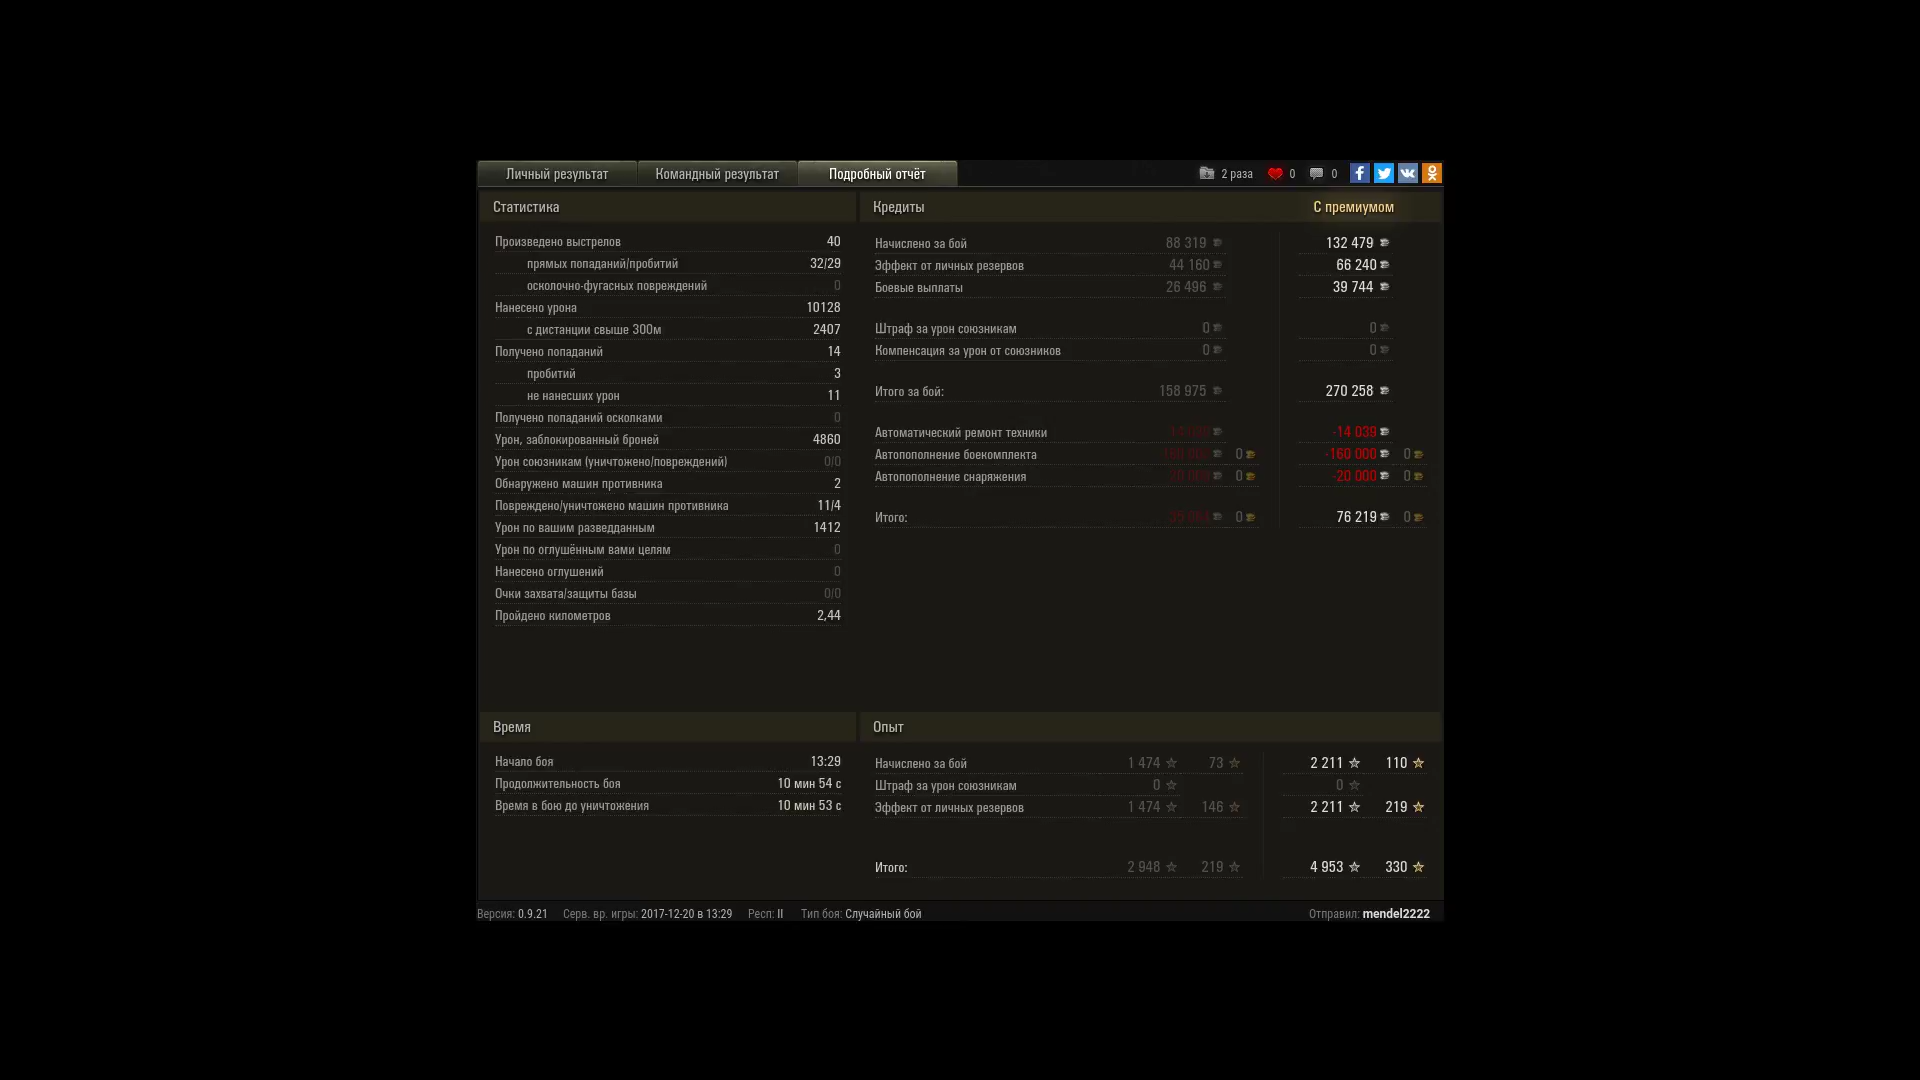 Личный результат Командный результат Подробный отчёт 2 раза 0 0
Статистика
Произведено выстрелов 40
прямых попаданий/пробитий 32/29
осколочно-фугасных повреждений 0
Нанесено урона 10128
с дистанции свыше 300м 2407
Получено попаданий 14
пробитий 3
не нанесших урон 11
Получено попаданий осколками 0
Урон, заблокированный броней 4860
Урон союзникам (уничтожено/повреждений) 0/0
Обнаружено машин противника 2
Повреждено/уничтожено машин противника 11/4
Урон по вашим разведданным 1412
Урон по оглушённым вами целям 0
Нанесено оглушений 0
Очки захвата/защиты базы 0/0
Пройдено километров 2,44
Кредиты С премиумом
Начислено за бой 88 319 132 479
Эффект от личных резервов 44 160 66 240
Боевые выплаты 26 496 39 744
Штраф за урон союзникам 0 0
Компенсация за урон от союзников 0 0
Итого за бой: 158 975 270 258
Автоматический ремонт техники -14 039
Автопополнение боекомплекта 0 -160 000 0
Автопополнение снаряжения 0 -20 000 0
Итого: 0 76 219 0
Время
Начало боя 13:29
Продолжительность боя 10 мин 54 с
Время в бою до уничтожения 10 мин 53 с
Опыт
Начислено за бой 1 474 73 2 211 110
Штраф за урон союзникам 0 0
Эффект от личных резервов 1 474 146 2 211 219
Итого: 2 948 219 4 953 330
Версия: 0.9.21 Серв. вр. игры: 2017-12-20 в 13:29 Респ: II Тип боя: Случайный бой Отправил: mendel2222